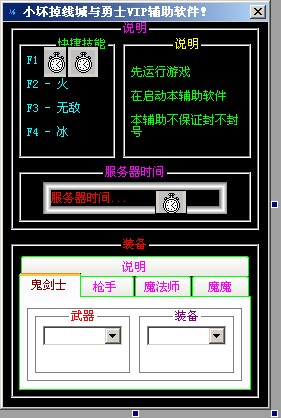 小坏掉线城与勇士VIP辅助软件!
说明
快捷技能
说明
F1
F2 - 火
F3 - 无敌
F4 - 冰
先运行游戏
在启动本辅助软件
本辅助不保证封不封
号
服务器时间
服务器时间...
装备
说明
鬼剑士 枪手 魔法师 魔魔
武器 装备